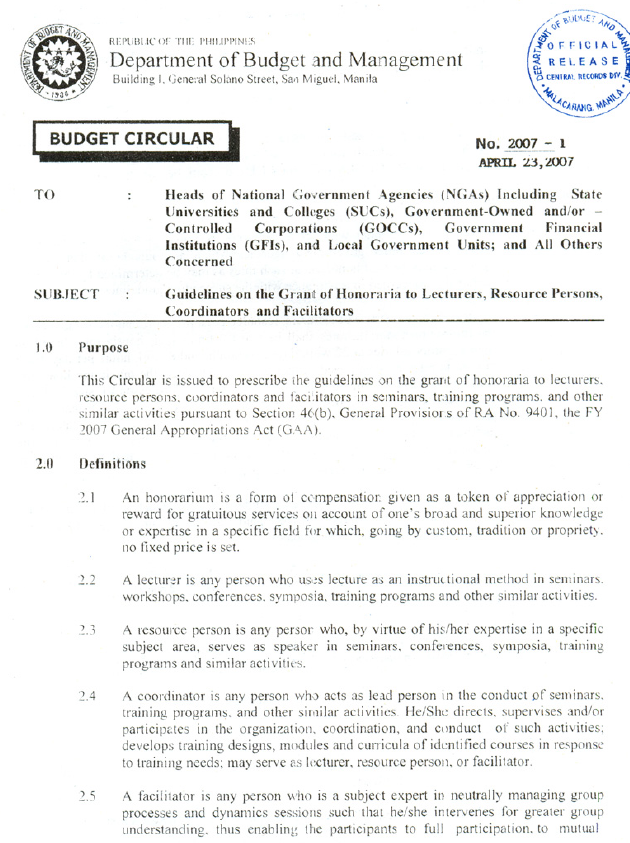 REPUBLIC OF THE PHILIPPINES
Department of Budget and Management
Building I, General Solano Street, San Miguel, Manila
DEPARTMENT OF BUDGET AND MANAGEMENT
1936
DEPARTMENT OF BUDGET AND MANAGEMENT
OFFICIAL
RELEASE
CENTRAL RECORDS DIV.
MALACAÑANG, MANILA
BUDGET CIRCULAR
No. 2007 - 1
APRIL 23, 2007
TO : Heads of National Government Agencies (NGAs) Including State
Universities and Colleges (SUCs), Government-Owned and/or –
Controlled Corporations (GOCCs), Government Financial
Institutions (GFIs), and Local Government Units; and All Others
Concerned
SUBJECT : Guidelines on the Grant of Honoraria to Lecturers, Resource Persons,
Coordinators and Facilitators
1.0 Purpose
This Circular is issued to prescribe the guidelines on the grant of honoraria to lecturers,
resource persons, coordinators and facilitators in seminars, training programs, and other
similar activities pursuant to Section 46(b), General Provisions of RA No. 9401, the FY
2007 General Appropriations Act (GAA).
2.0 Definitions
2.1 An honorarium is a form of compensation given as a token of appreciation or
reward for gratuitous services on account of one's broad and superior knowledge
or expertise in a specific field for which, going by custom, tradition or propriety,
no fixed price is set.
2.2 A lecturer is any person who uses lecture as an instructional method in seminars,
workshops, conferences, symposia, training programs and other similar activities.
2.3 A resource person is any person who, by virtue of his/her expertise in a specific
subject area, serves as speaker in seminars, conferences, symposia, training
programs and similar activities.
2.4 A coordinator is any person who acts as lead person in the conduct of seminars,
training programs, and other similar activities. He/She directs, supervises and/or
participates in the organization, coordination, and conduct of such activities;
develops training designs, modules and curricula of identified courses in response
to training needs; may serve as lecturer, resource person, or facilitator.
2.5 A facilitator is any person who is a subject expert in neutrally managing group
processes and dynamics sessions such that he/she intervenes for greater group
understanding, thus enabling the participants to full participation, to mutual